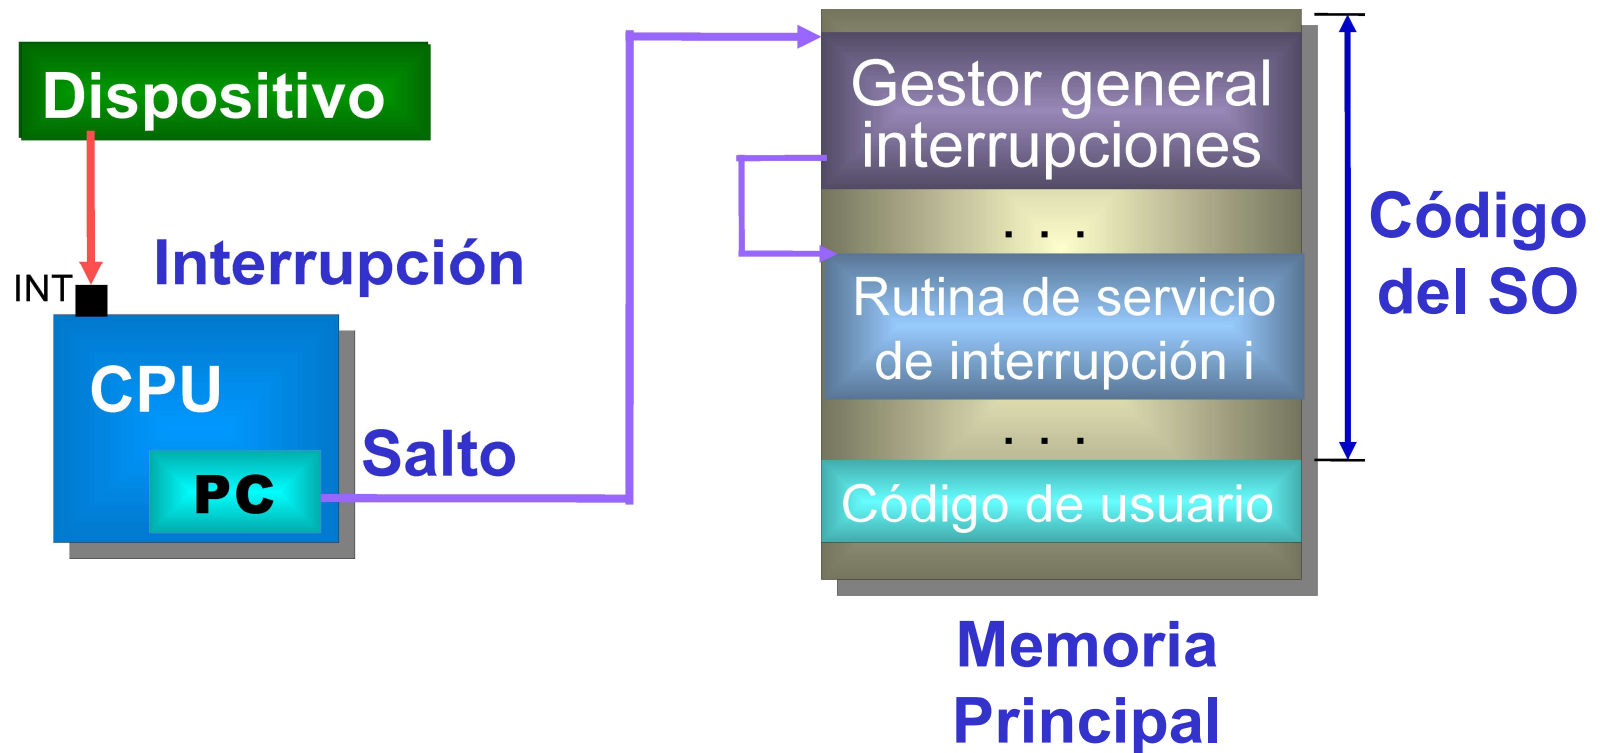 Dispositivo
INT
Interrupción
CPU
PC
Salto
Gestor general
interrupciones
. . .
Rutina de servicio
de interrupción i
. . .
Código de usuario
Código
del SO
Memoria
Principal